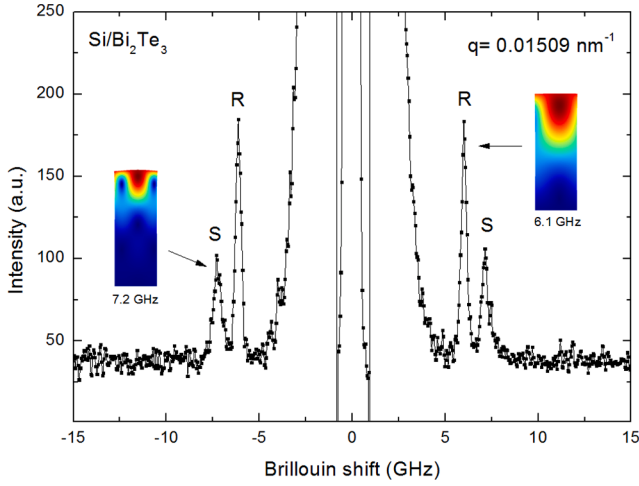 250
200
150
100
50
Intensity (a.u.)
Si/Bi₂Te₃
q= 0.01509 nm⁻¹
R
R
S
S
7.2 GHz
6.1 GHz
-15
-10
-5
0
5
10
15
Brillouin shift (GHz)